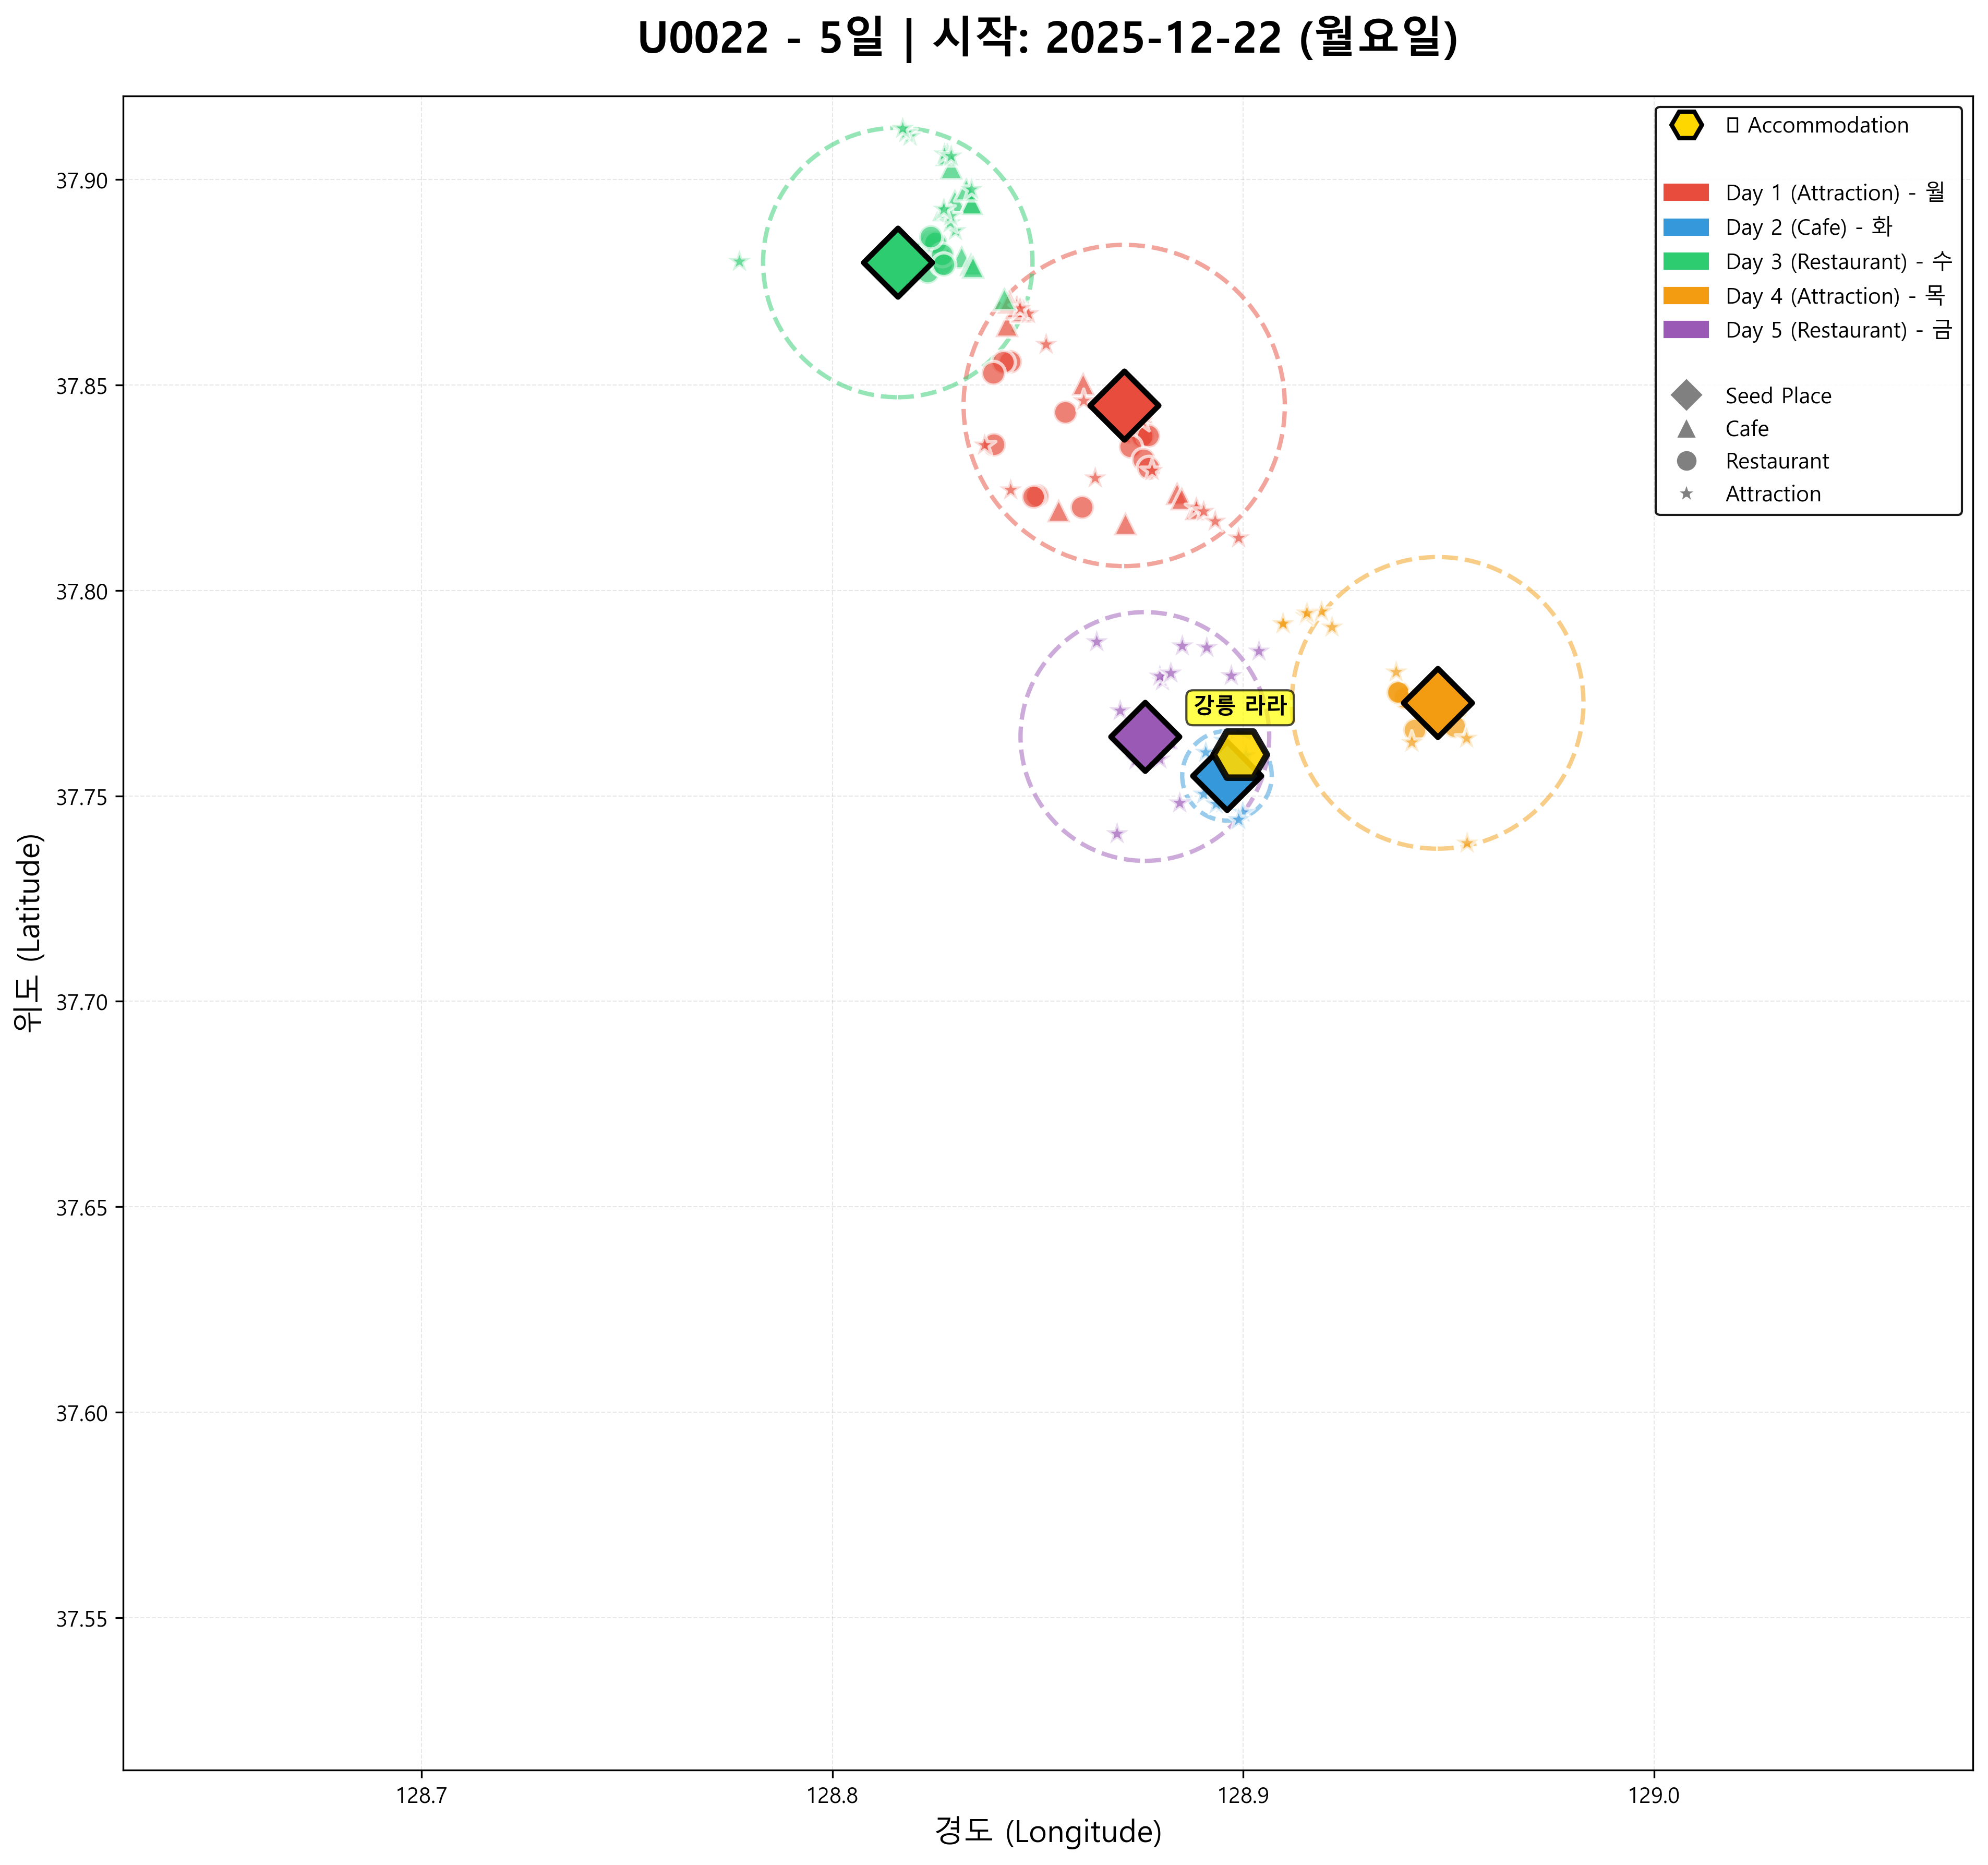 U0022 - 5일 | 시작: 2025-12-22 (월요일)
Accommodation
Day 1 (Attraction) - 월
Day 2 (Cafe) - 화
Day 3 (Restaurant) - 수
Day 4 (Attraction) - 목
Day 5 (Restaurant) - 금
Seed Place
Cafe
Restaurant
Attraction
강릉 라라
위도 (Latitude)
37.90
37.85
37.80
37.75
37.70
37.65
37.60
37.55
128.7
128.8
128.9
129.0
경도 (Longitude)